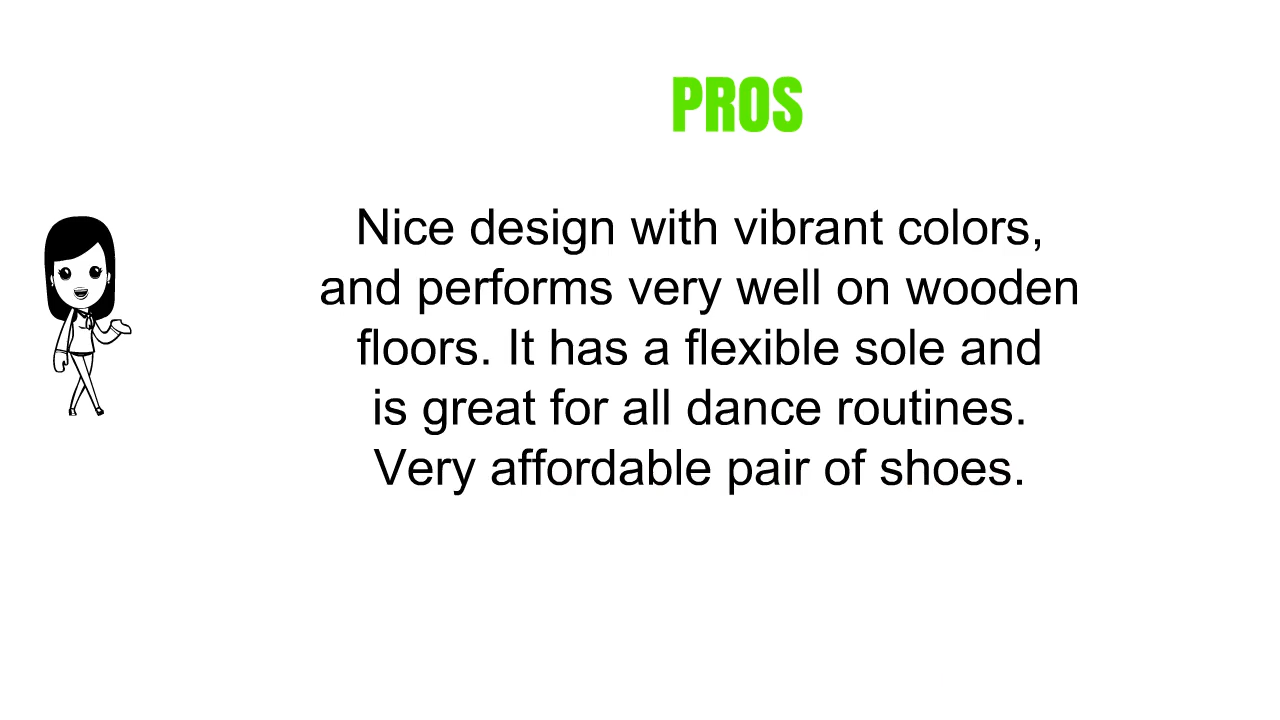 PROS
Nice design with vibrant colors,
and performs very well on wooden
floors. It has a flexible sole and
is great for all dance routines.
Very affordable pair of shoes.